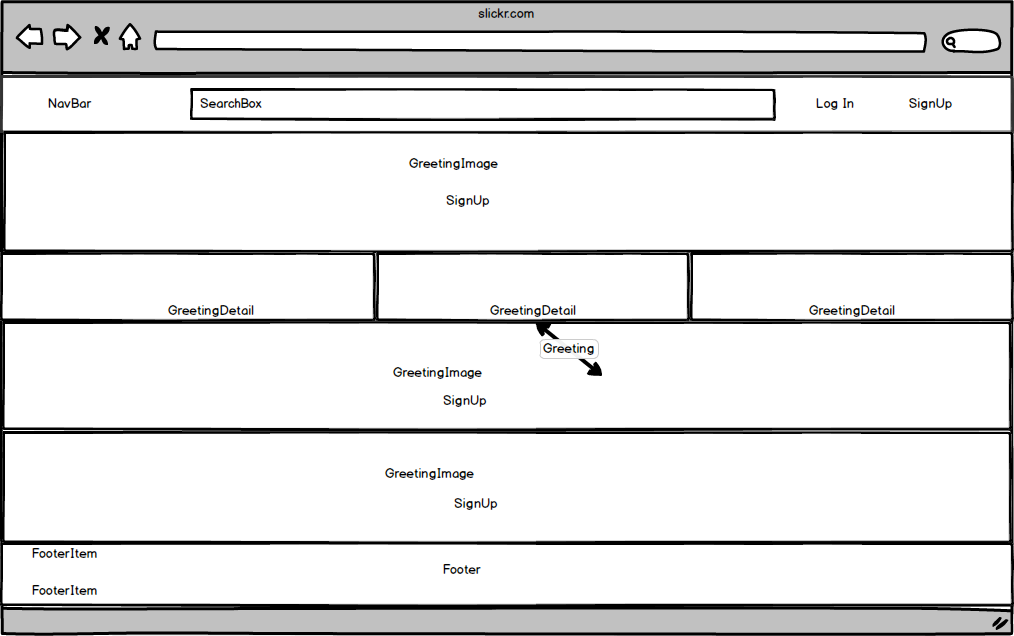 slickr.com
NavBar
SearchBox
Log In
SignUp
GreetingImage
SignUp
GreetingDetail
GreetingDetail
GreetingDetail
Greeting
GreetingImage
SignUp
GreetingImage
SignUp
FooterItem
Footer
FooterItem